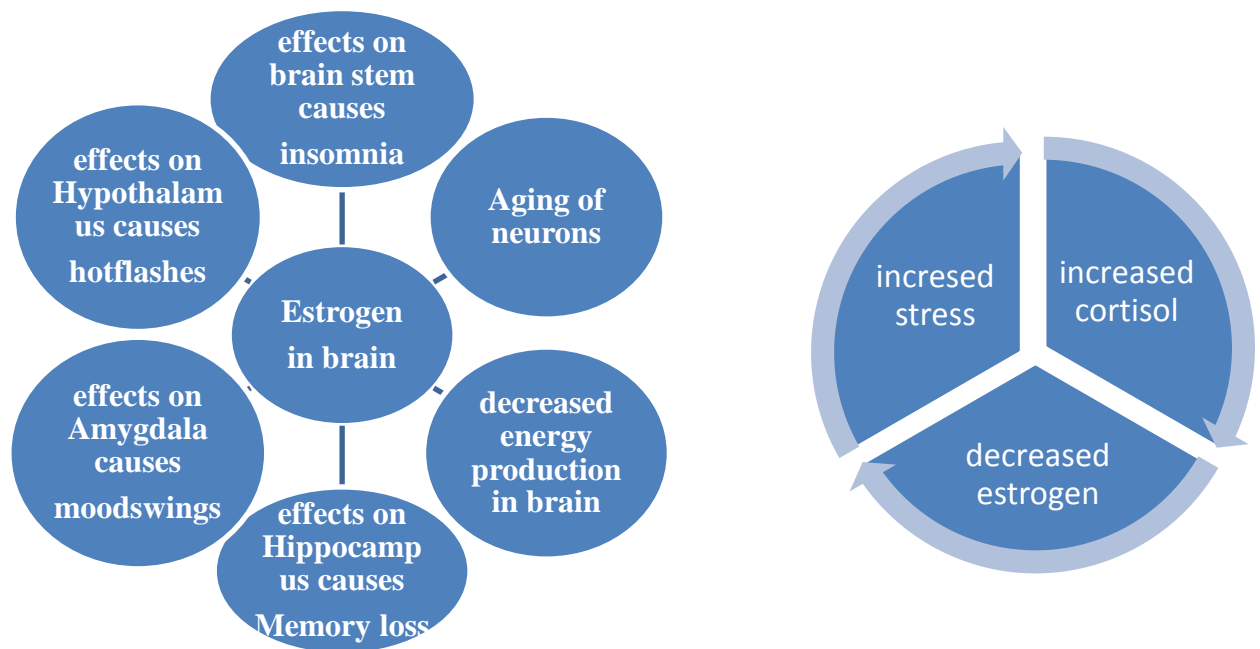 effects on
brain stem
causes
insomnia
Aging of
neurons
decreased
energy
production
in brain
effects on
Hippocamp
us causes
Memory loss
effects on
Amygdala
causes
moodswings
effects on
Hypothalam
us causes
hotflashes
Estrogen
in brain
incresed
stress
increased
cortisol
decreased
estrogen